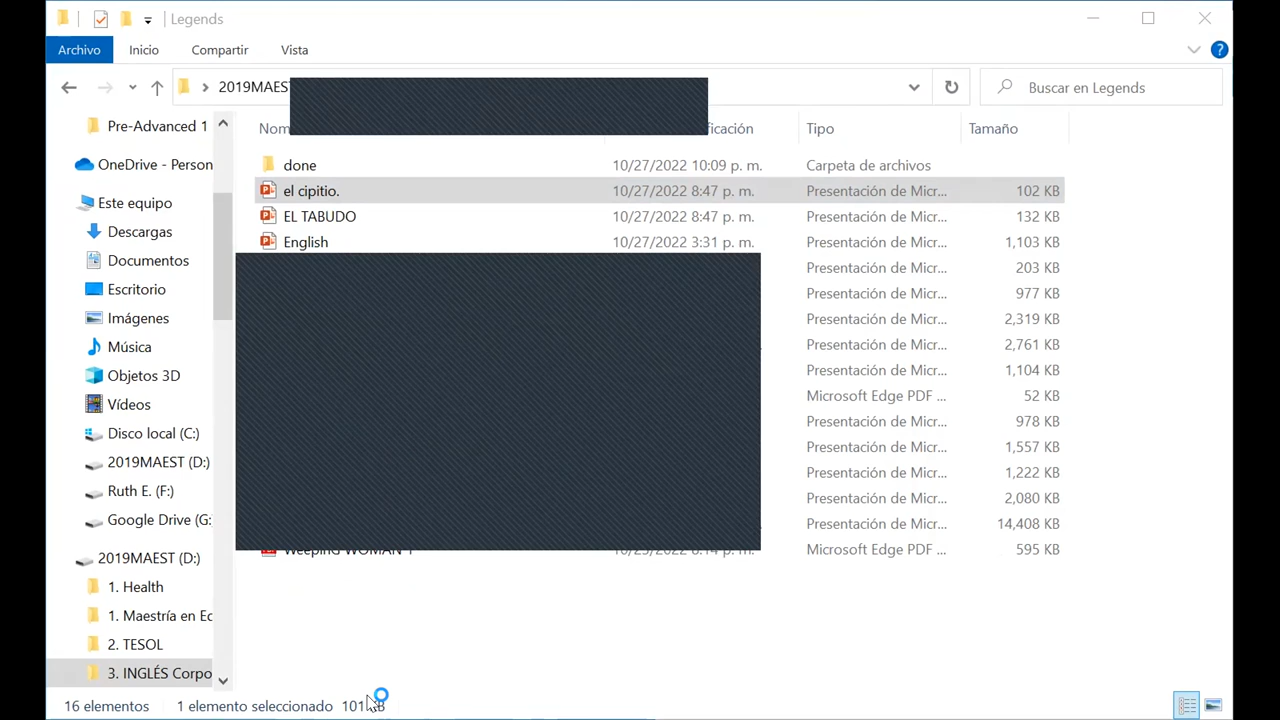 Legends
Archivo Inicio Compartir Vista
2019MAEST
Buscar en Legends
Tipo Tamaño
done 10/27/2022 10:09 p. m. Carpeta de archivos
el cipitio. 10/27/2022 8:47 p. m. Presentación de Micr... 102 KB
EL TABUDO 10/27/2022 8:47 p. m. Presentación de Micr... 132 KB
English 10/27/2022 3:31 p. m. Presentación de Micr... 1,103 KB
Presentación de Micr... 203 KB
Presentación de Micr... 977 KB
Presentación de Micr... 2,319 KB
Presentación de Micr... 2,761 KB
Presentación de Micr... 1,104 KB
Microsoft Edge PDF ... 52 KB
Presentación de Micr... 978 KB
Presentación de Micr... 1,557 KB
Presentación de Micr... 1,222 KB
Presentación de Micr... 2,080 KB
Presentación de Micr... 14,408 KB
Microsoft Edge PDF ... 595 KB
Pre-Advanced 1
OneDrive - Person
Este equipo
Descargas
Documentos
Escritorio
Imágenes
Música
Objetos 3D
Vídeos
Disco local (C:)
2019MAEST (D:)
Ruth E. (F:)
Google Drive (G:
2019MAEST (D:)
1. Health
1. Maestría en Ec
2. TESOL
3. INGLÉS Corpo
16 elementos 1 elemento seleccionado